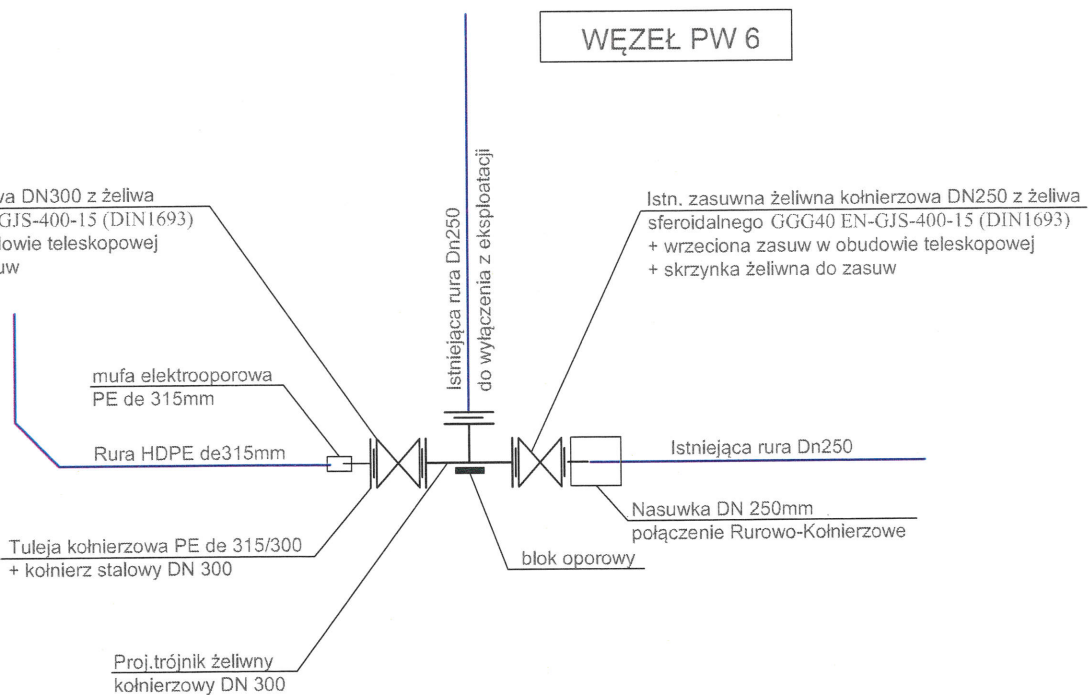 WĘZEŁ PW 6
DN300 z żeliwa
GJS-400-15 (DIN1693)
teleskopowej
Istniejąca rura Dn250
do wyłączenia z eksploatacji
Istn. zasuwna żeliwna kołnierzowa DN250 z żeliwa
sferoidalnego GGG40 EN-GJS-400-15 (DIN1693)
+ wrzeciona zasuw w obudowie teleskopowej
+ skrzynka żeliwna do zasuw
mufa elektrooporowa
PE de 315mm
Rura HDPE de315mm
Istniejąca rura Dn250
Nasuwka DN 250mm
połączenie Rurowo-Kołnierzowe
Tuleja kołnierzowa PE de 315/300
+ kołnierz stalowy DN 300
blok oporowy
Proj.trójnik żeliwny
kołnierzowy DN 300